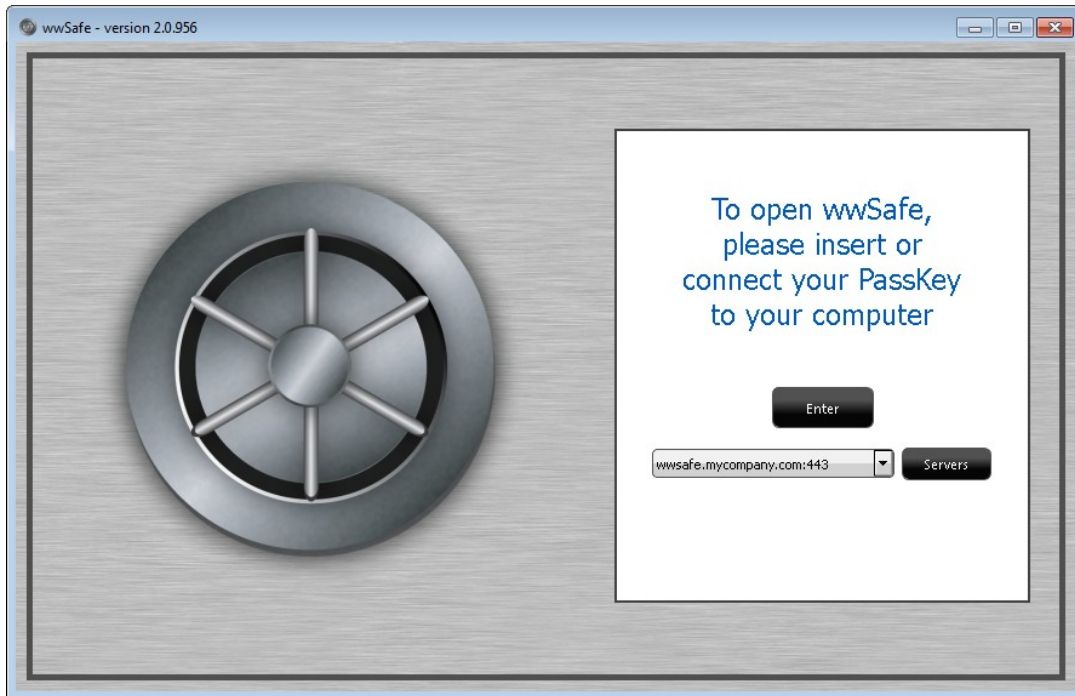 wwSafe - version 2.0.956
To open wwSafe,
please insert or
connect your PassKey
to your computer
Enter
wwsafe.mycompany.com:443
Servers